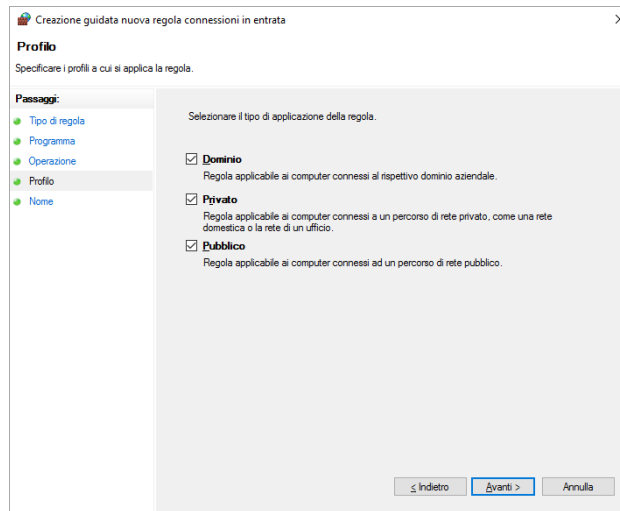 Creazione guidata nuova regola connessioni in entrata
Profilo
Specificare i profili a cui si applica la regola.
Passaggi:
Tipo di regola
Programma
Operazione
Profilo
Nome
Selezionare il tipo di applicazione della regola.
Dominio
Regola applicabile ai computer connessi al rispettivo dominio aziendale.
Privato
Regola applicabile ai computer connessi a un percorso di rete privato, come una rete
domestica o la rete di un ufficio.
Pubblico
Regola applicabile ai computer connessi ad un percorso di rete pubblico.
< Indietro
Avanti >
Annulla